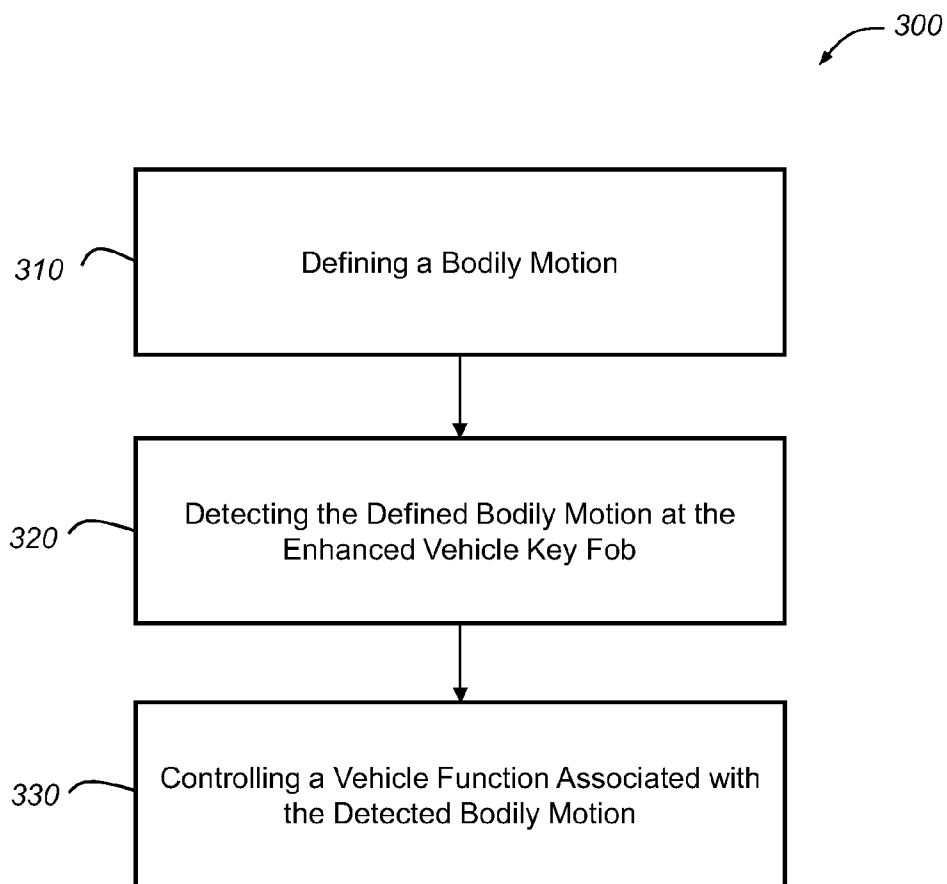 300
310
Defining a Bodily Motion
320
Detecting the Defined Bodily Motion at the
Enhanced Vehicle Key Fob
330
Controlling a Vehicle Function Associated with
the Detected Bodily Motion